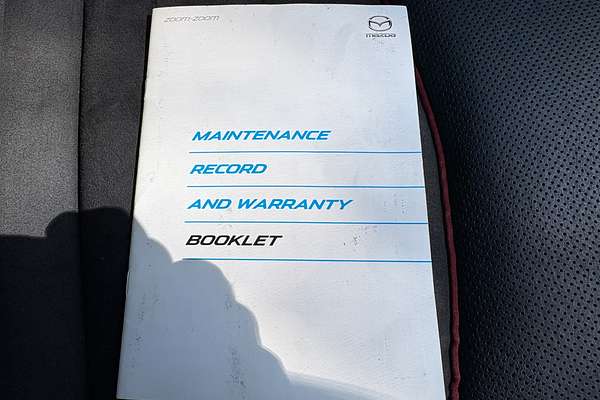 zoom-zoom
mazda
MAINTENANCE
RECORD
AND WARRANTY
BOOKLET